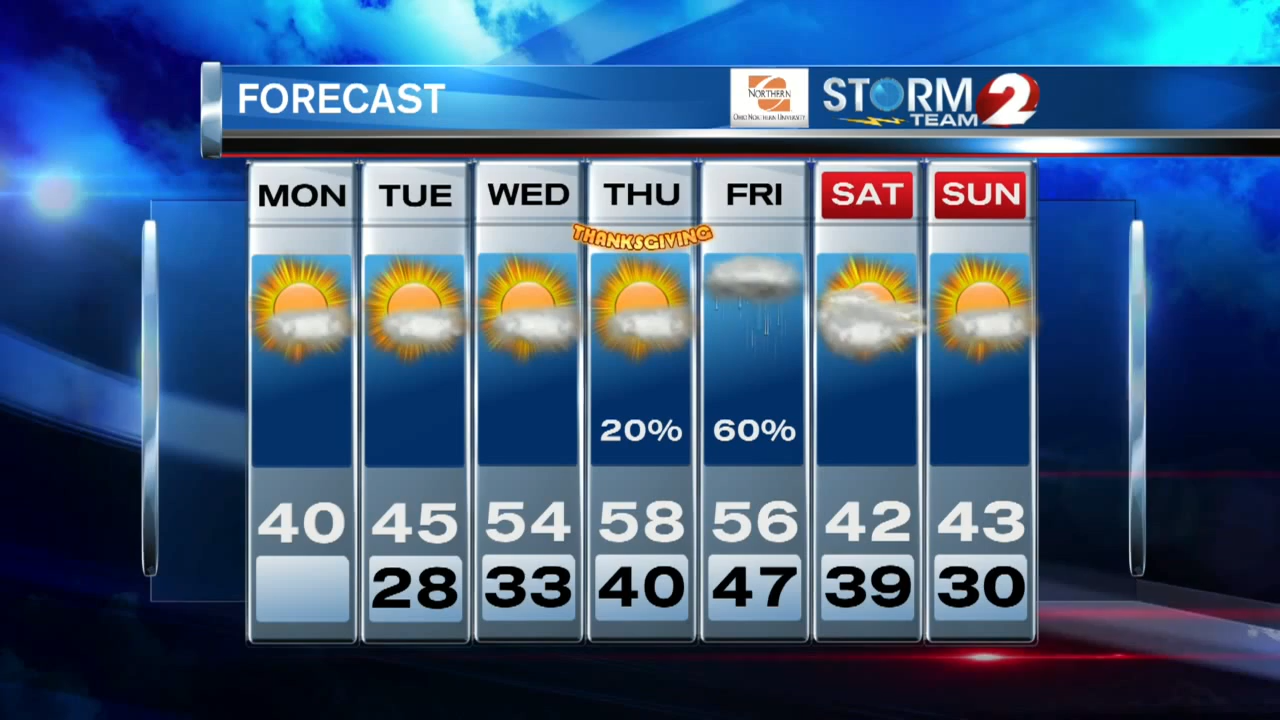 FORECAST
NORTHERN
OHIO NORTHERN UNIVERSITY
STORM
TEAM 2
MON TUE WED THU FRI SAT SUN
THANKSGIVING
20% 60%
40 45 54 58 56 42 43
28 33 40 47 39 30